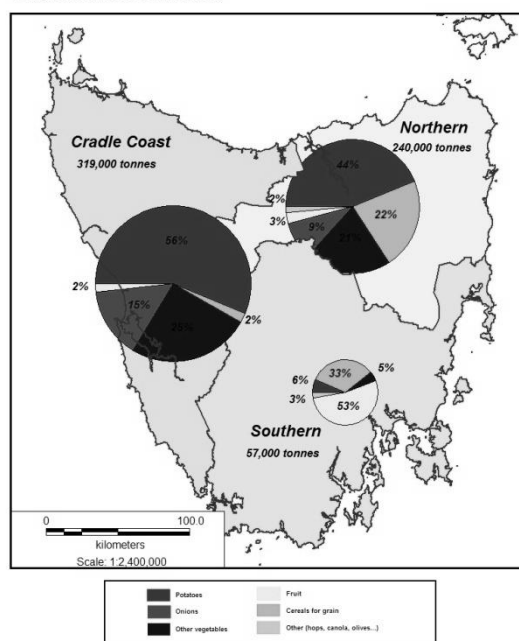 Cradle Coast
319,000 tonnes
Northern
240,000 tonnes
44%
2%
3%
22%
9%
21%
56%
2%
15%
2%
6%
33%
5%
3%
53%
Southern
57,000 tonnes
0
100.0
kilometers
Scale: 1:2,400,000
Potatoes
Onions
Other vegetables
Fruit
Cereals for grain
Other (hops, canola, olives...)